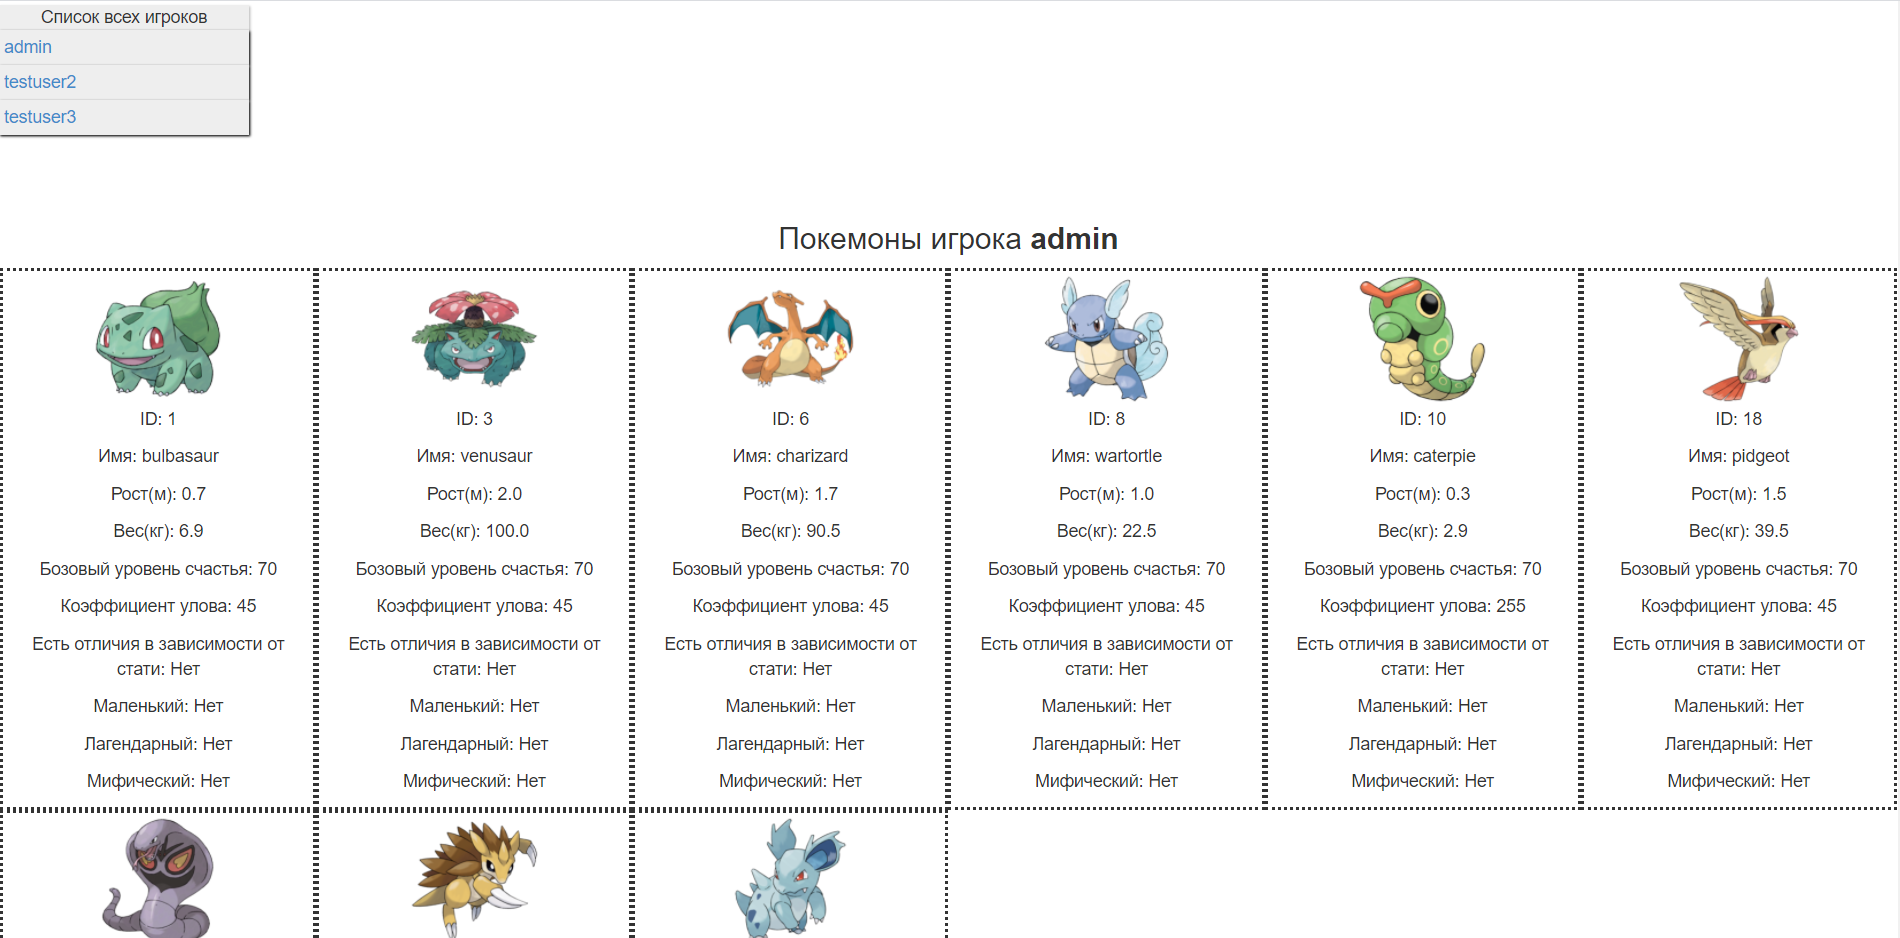 Список всех игроков
admin
testuser2
testuser3
Покемоны игрока admin
ID: 1
Имя: bulbasaur
Рост(м): 0.7
Вес(кг): 6.9
Бозовый уровень счастья: 70
Коэффициент улова: 45
Есть отличия в зависимости от
стати: Нет
Маленький: Нет
Лагендарный: Нет
Мифический: Нет
ID: 3
Имя: venusaur
Рост(м): 2.0
Вес(кг): 100.0
Бозовый уровень счастья: 70
Коэффициент улова: 45
Есть отличия в зависимости от
стати: Нет
Маленький: Нет
Лагендарный: Нет
Мифический: Нет
ID: 6
Имя: charizard
Рост(м): 1.7
Вес(кг): 90.5
Бозовый уровень счастья: 70
Коэффициент улова: 45
Есть отличия в зависимости от
стати: Нет
Маленький: Нет
Лагендарный: Нет
Мифический: Нет
ID: 8
Имя: wartortle
Рост(м): 1.0
Вес(кг): 22.5
Бозовый уровень счастья: 70
Коэффициент улова: 45
Есть отличия в зависимости от
стати: Нет
Маленький: Нет
Лагендарный: Нет
Мифический: Нет
ID: 10
Имя: caterpie
Рост(м): 0.3
Вес(кг): 2.9
Бозовый уровень счастья: 70
Коэффициент улова: 255
Есть отличия в зависимости от
стати: Нет
Маленький: Нет
Лагендарный: Нет
Мифический: Нет
ID: 18
Имя: pidgeot
Рост(м): 1.5
Вес(кг): 39.5
Бозовый уровень счастья: 70
Коэффициент улова: 45
Есть отличия в зависимости от
стати: Нет
Маленький: Нет
Лагендарный: Нет
Мифический: Нет